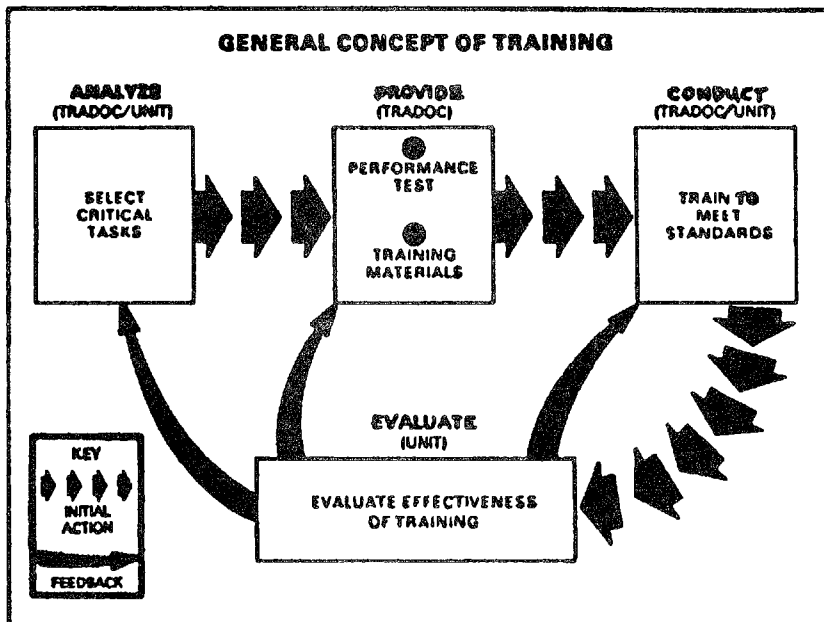 GENERAL CONCEPT OF TRAINING
ANALYZE
(TRADOC/UNIT)
SELECT
CRITICAL
TASKS
PROVIDE
(TRADOC)
PERFORMANCE
TEST
TRAINING
MATERIALS
CONDUCT
(TRADOC/UNIT)
TRAIN TO
MEET
STANDARDS
EVALUATE
(UNIT)
EVALUATE EFFECTIVENESS
OF TRAINING
KEY
INITIAL
ACTION
FEEDBACK